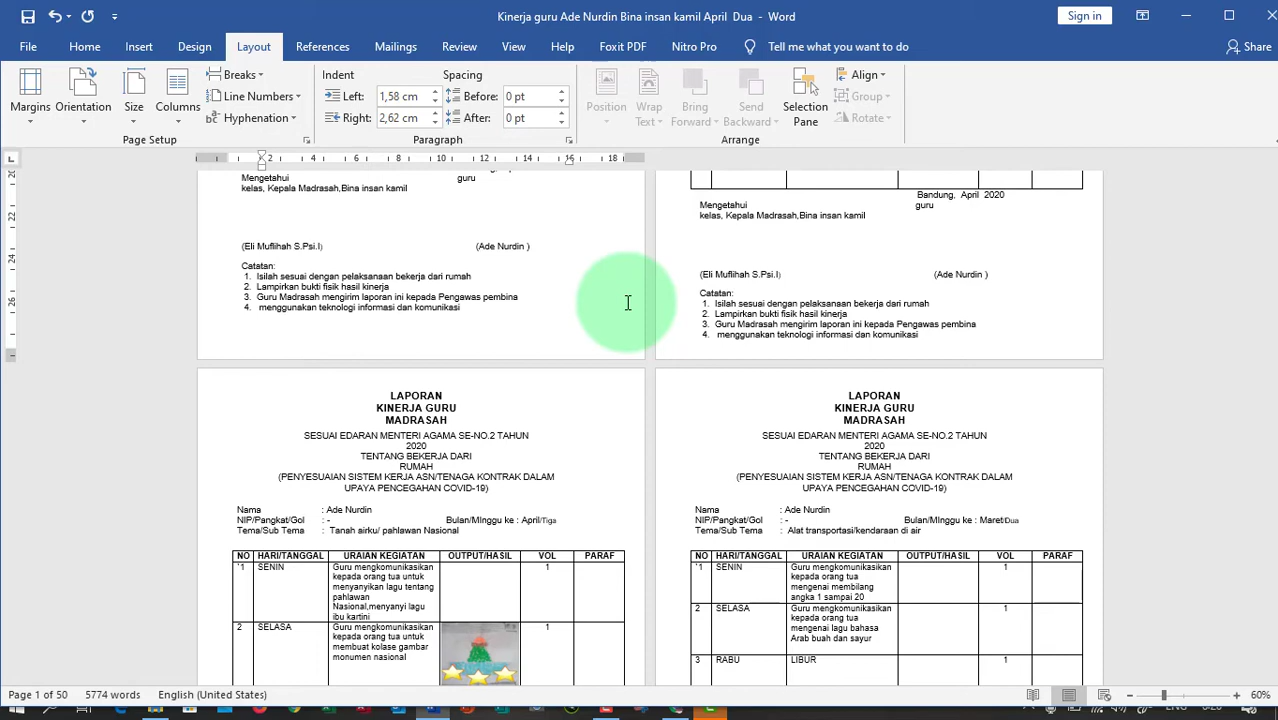 Kinerja guru Ade Nurdin Bina insan kamil April  Dua  -  Word
Sign in
File Home Insert Design Layout References Mailings Review View Help Foxit PDF Nitro Pro Tell me what you want to do Share
Margins
Orientation
Size
Columns
Breaks
Line Numbers
Hyphenation
Page Setup
Indent
Left: 1,58 cm
Right: 2,62 cm
Spacing
Before: 0 pt
After: 0 pt
Paragraph
Position
Wrap Text
Bring Forward
Send Backward
Selection Pane
Align
Group
Rotate
Arrange
2 4 6 8 10 12 14 16 18
20
22
24
26
Mengetahui guru
kelas, Kepala Madrasah,Bina insan kamil
(Eli Muflihah S.Psi.I) (Ade Nurdin )
Catatan:
1. Isilah sesuai dengan pelaksanaan bekerja dari rumah
2. Lampirkan bukti fisik hasil kinerja
3. Guru Madrasah mengirim laporan ini kepada Pengawas pembina
4. menggunakan teknologi informasi dan komunikasi
Bandung, April 2020
Mengetahui guru
kelas, Kepala Madrasah,Bina insan kamil
(Eli Muflihah S.Psi.I) (Ade Nurdin )
Catatan:
1. Isilah sesuai dengan pelaksanaan bekerja dari rumah
2. Lampirkan bukti fisik hasil kinerja
3. Guru Madrasah mengirim laporan ini kepada Pengawas pembina
4. menggunakan teknologi informasi dan komunikasi
LAPORAN
KINERJA GURU
MADRASAH
SESUAI EDARAN MENTERI AGAMA SE-NO.2 TAHUN
2020
TENTANG BEKERJA DARI
RUMAH
(PENYESUAIAN SISTEM KERJA ASN/TENAGA KONTRAK DALAM
UPAYA PENCEGAHAN COVID-19)
Nama : Ade Nurdin
NIP/Pangkat/Gol : - Bulan/MInggu ke : April/Tiga
Tema/Sub Tema : Tanah airku/ pahlawan Nasional
NO HARI/TANGGAL URAIAN KEGIATAN OUTPUT/HASIL VOL PARAF
'1 SENIN Guru mengkomunikasikan 1
kepada orang tua untuk
menyanyikan lagu tentang
pahlawan
Nasional,menyanyi lagu
ibu kartini
2 SELASA Guru mengkomunikasikan 1
kepada orang tua untuk
membuat kolase gambar
monumen nasional
LAPORAN
KINERJA GURU
MADRASAH
SESUAI EDARAN MENTERI AGAMA SE-NO.2 TAHUN
2020
TENTANG BEKERJA DARI
RUMAH
(PENYESUAIAN SISTEM KERJA ASN/TENAGA KONTRAK DALAM
UPAYA PENCEGAHAN COVID-19)
Nama : Ade Nurdin
NIP/Pangkat/Gol : - Bulan/MInggu ke : Maret/Dua
Tema/Sub Tema : Alat transportasi/kendaraan di air
NO HARI/TANGGAL URAIAN KEGIATAN OUTPUT/HASIL VOL PARAF
'1 SENIN Guru mengkomunikasikan 1
kepada orang tua
mengenai membilang
angka 1 sampai 20
2 SELASA Guru mengkomunikasikan 1
kepada orang tua
mengenai lagu bahasa
Arab buah dan sayur
3 RABU LIBUR 1
Page 1 of 50 5774 words English (United States) 60%